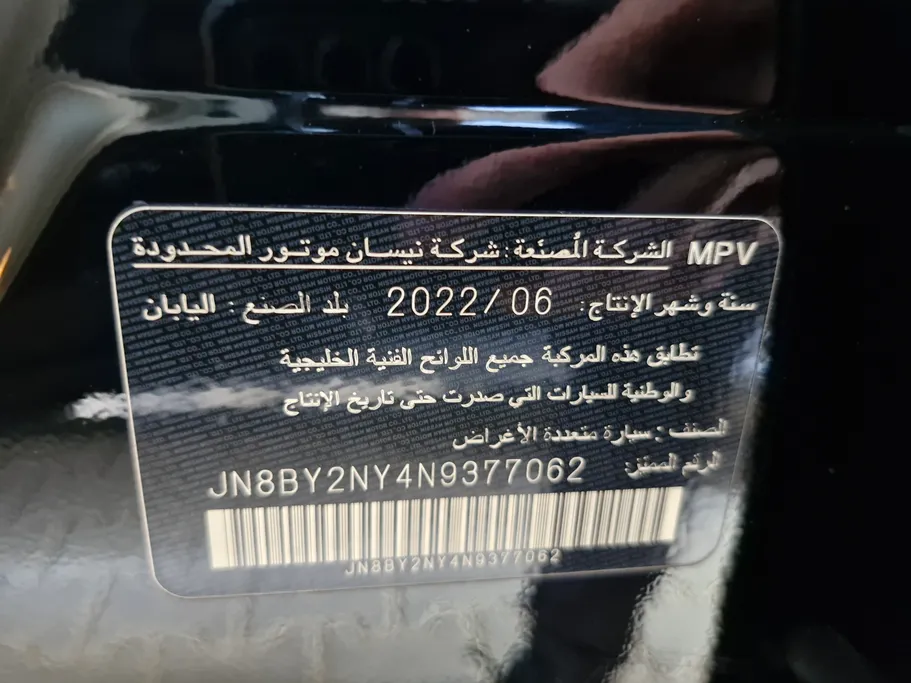 MPV الشركة المُصنّعة: شركة نيسان موتور المحدودة
سنة وشهر الإنتاج: 2022/06 بلد الصنع: اليابان
تطابق هذه المركبة جميع اللوائح الفنية الخليجية
والوطنية للسيارات التي صدرت حتى تاريخ الإنتاج
الصنف: سيارة متعددة الأغراض
الرقم المميّز: JN8BY2NY4N9377062
JN8BY2NY4N9377062